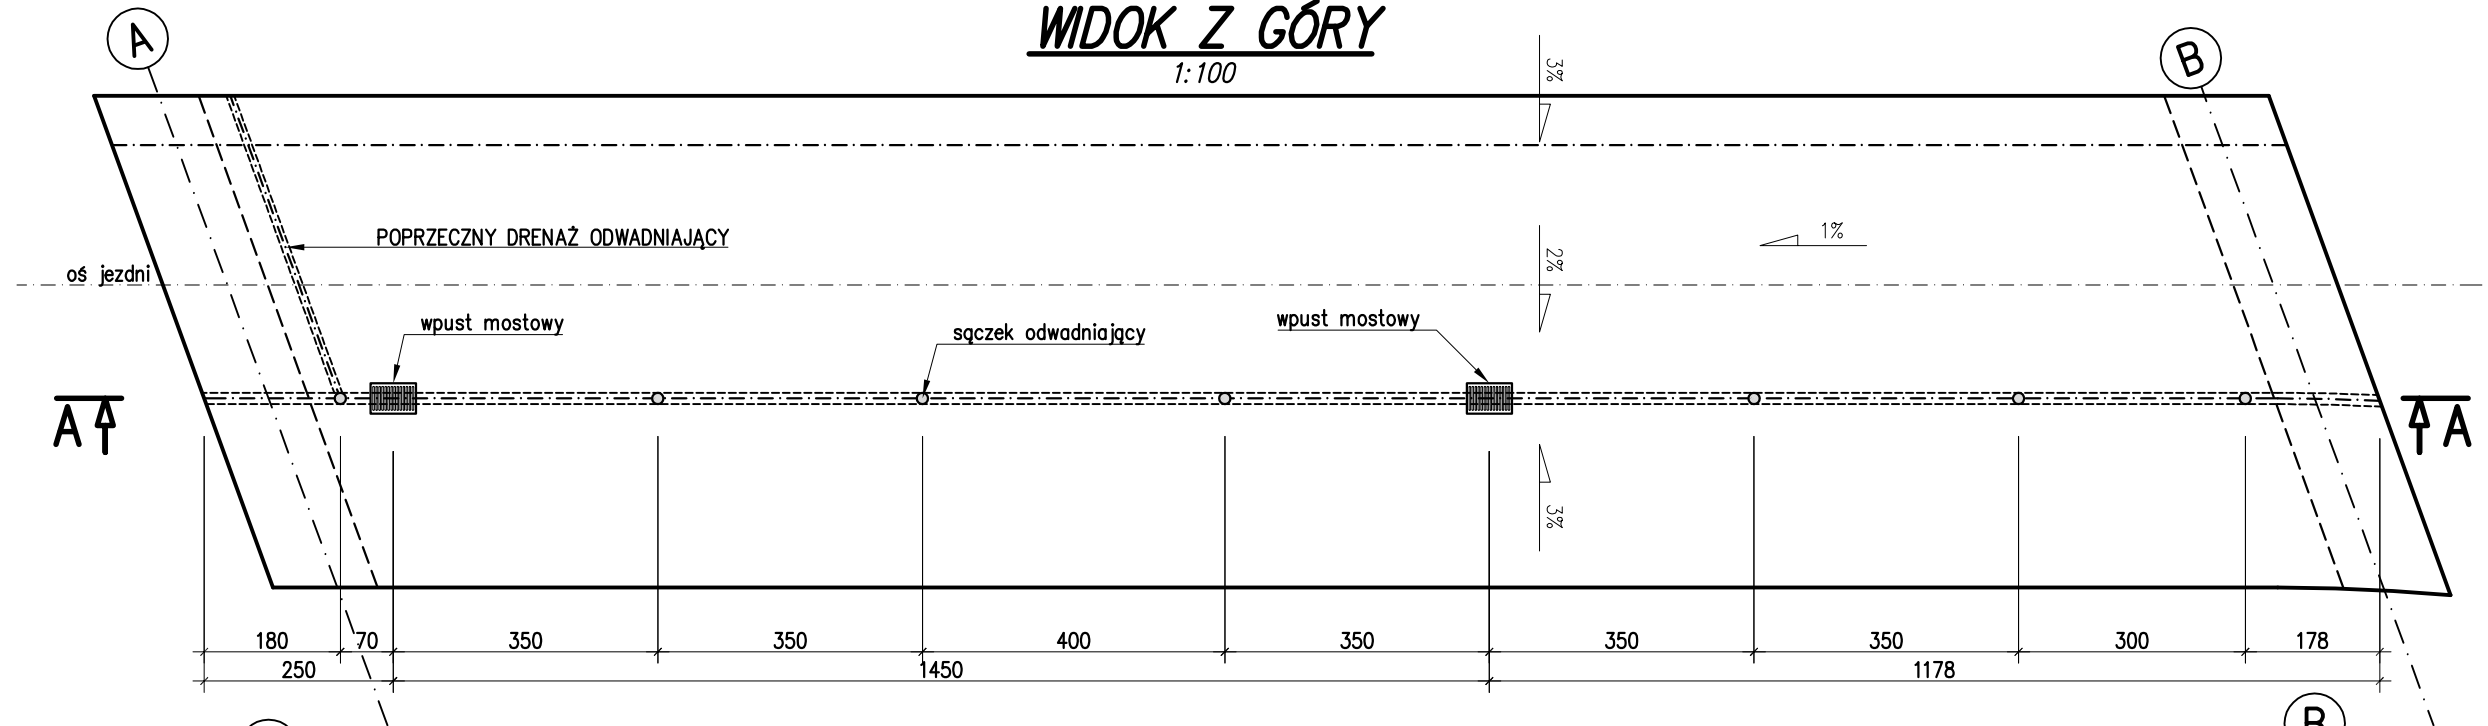 WIDOK Z GÓRY
1:100
A
B
3%
POPRZECZNY DRENAŻ ODWADNIAJĄCY
1%
2%
oś jezdni
wpust mostowy
sączek odwadniający
wpust mostowy
A
A
3%
180 70 350 350 400 350 350 350 300 178
250 1450 1178
B